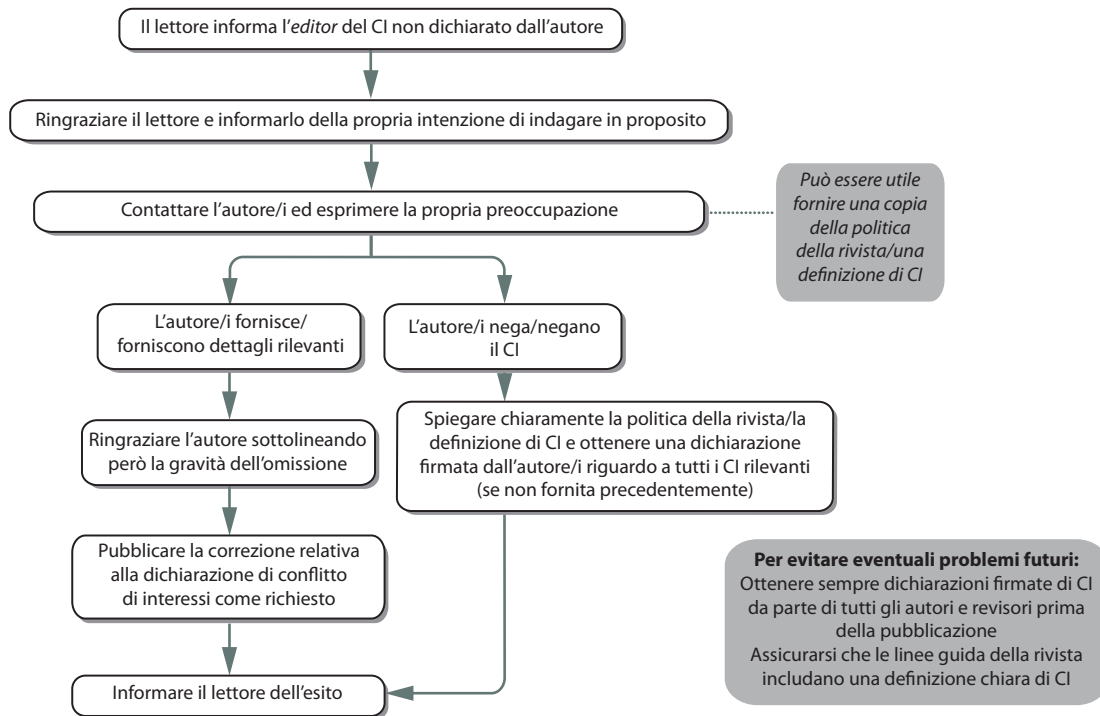 Il lettore informa l'editor del CI non dichiarato dall'autore
Ringraziare il lettore e informarlo della propria intenzione di indagare in proposito
Contattare l'autore/i ed esprimere la propria preoccupazione
Può essere utile
fornire una copia
della politica
della rivista/una
definizione di CI
L'autore/i fornisce/
forniscono dettagli rilevanti
L'autore/i nega/negano
il CI
Ringraziare l'autore sottolineando
però la gravità dell'omissione
Spiegare chiaramente la politica della rivista/la
definizione di CI e ottenere una dichiarazione
firmata dall'autore/i riguardo a tutti i CI rilevanti
(se non fornita precedentemente)
Pubblicare la correzione relativa
alla dichiarazione di conflitto
di interessi come richiesto
Informare il lettore dell'esito
Per evitare eventuali problemi futuri:
Ottenere sempre dichiarazioni firmate di CI
da parte di tutti gli autori e revisori prima
della pubblicazione
Assicurarsi che le linee guida della rivista
includano una definizione chiara di CI